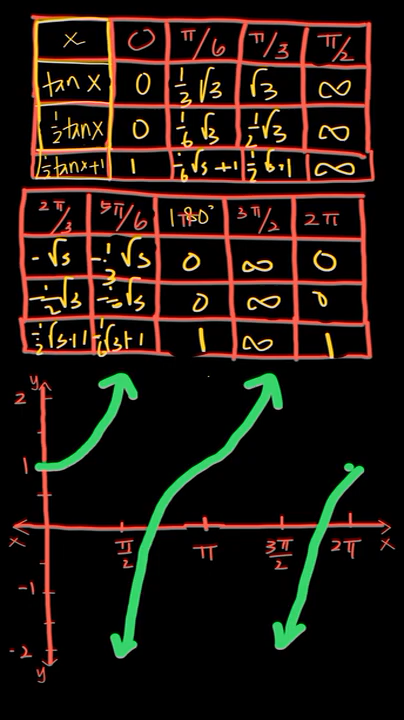 x 0 π/6 π/3 π/2
tan x 0 1/3 √3 √3 ∞
1/2 tan x 0 1/6 √3 1/2 √3 ∞
1/2 tan x + 1 1 1/6 √3 + 1 1/2 √3 + 1 ∞
2π/3 5π/6 3π/2 2π
-√3 -1/3 √3 0 ∞ 0
-1/2 √3 -1/6 √3 0 ∞ 0
-1/2 √3 + 1 -1/6 √3 + 1 1 ∞ 1
y
2
1
x π/2 π 3π/2 2π x
-1
-2
y